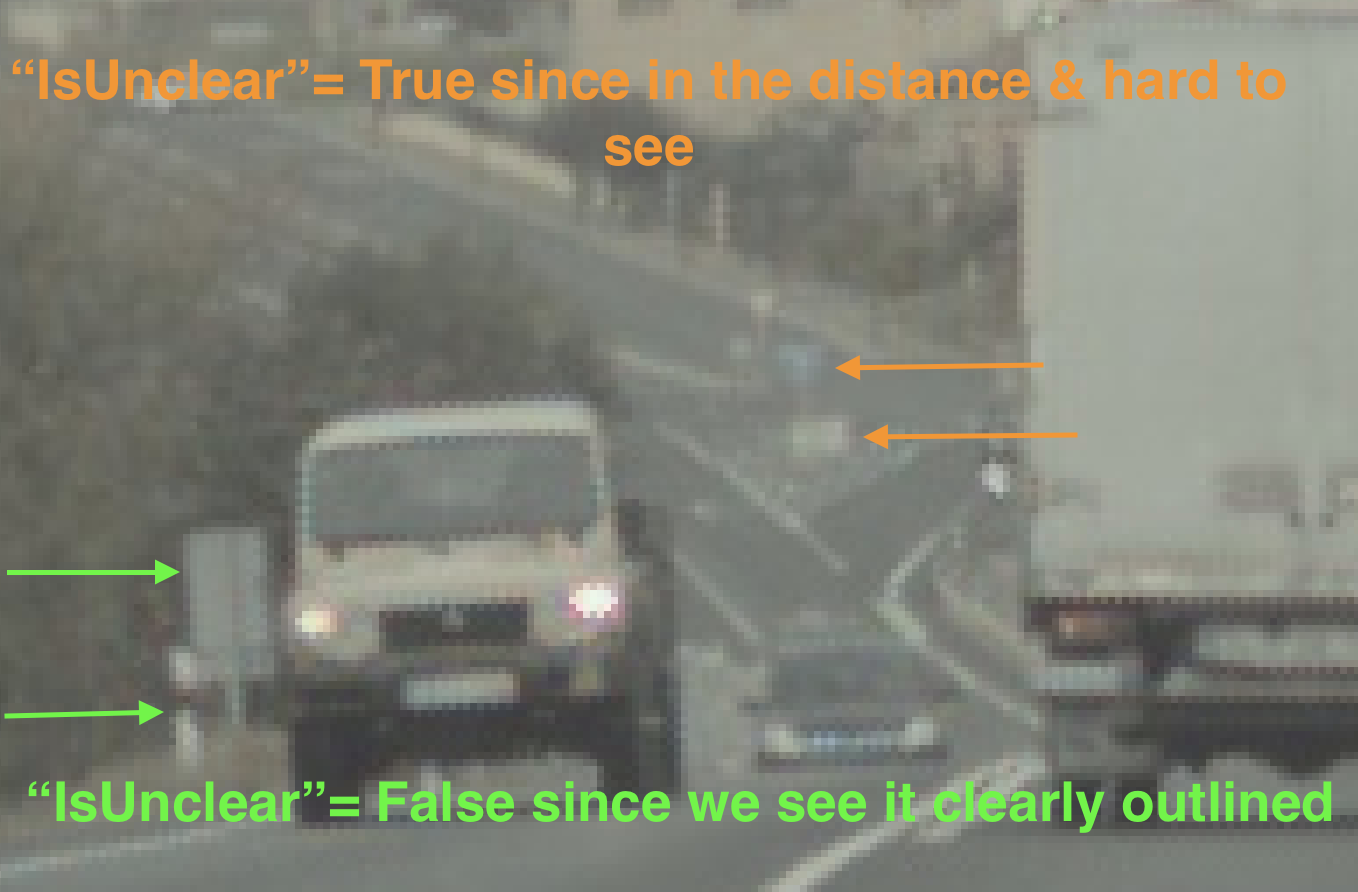 “IsUnclear”= True since in the distance & hard to
see
“IsUnclear”= False since we see it clearly outlined